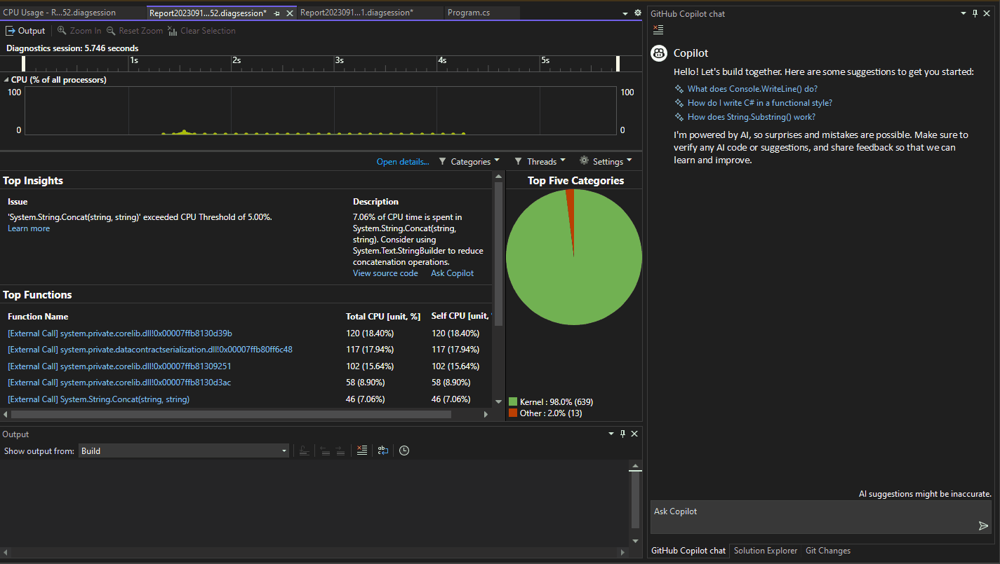 CPU Usage - R...52.diagsession
Report2023091...52.diagsession*
Report2023091...1.diagsession*
Program.cs
Output
Zoom In
Reset Zoom
Clear Selection
Diagnostics session: 5.746 seconds
1s 2s 3s 4s 5s
CPU (% of all processors)
100 100
0 0
Open details...
Categories
Threads
Settings
Top Insights
Issue
'System.String.Concat(string, string)' exceeded CPU Threshold of 5.00%.
Learn more
Description
7.06% of CPU time is spent in
System.String.Concat(string,
string). Consider using
System.Text.StringBuilder to reduce
concatenation operations.
View source code Ask Copilot
Top Functions
Function Name Total CPU [unit, %] Self CPU [unit,
[External Call] system.private.corelib.dll!0x00007ffb8130d39b 120 (18.40%) 120 (18.40%)
[External Call] system.private.datacontractserialization.dll!0x00007ffb80ff6c48 117 (17.94%) 117 (17.94%)
[External Call] system.private.corelib.dll!0x00007ffb81309251 102 (15.64%) 102 (15.64%)
[External Call] system.private.corelib.dll!0x00007ffb8130d3ac 58 (8.90%) 58 (8.90%)
[External Call] System.String.Concat(string, string) 46 (7.06%) 46 (7.06%)
Top Five Categories
Kernel : 98.0% (639)
Other : 2.0% (13)
Output
Show output from: Build
GitHub Copilot chat
Copilot
Hello! Let's build together. Here are some suggestions to get you started:
What does Console.WriteLine() do?
How do I write C# in a functional style?
How does String.Substring() work?
I'm powered by AI, so surprises and mistakes are possible. Make sure to
verify any AI code or suggestions, and share feedback so that we can
learn and improve.
AI suggestions might be inaccurate.
Ask Copilot
GitHub Copilot chat Solution Explorer Git Changes